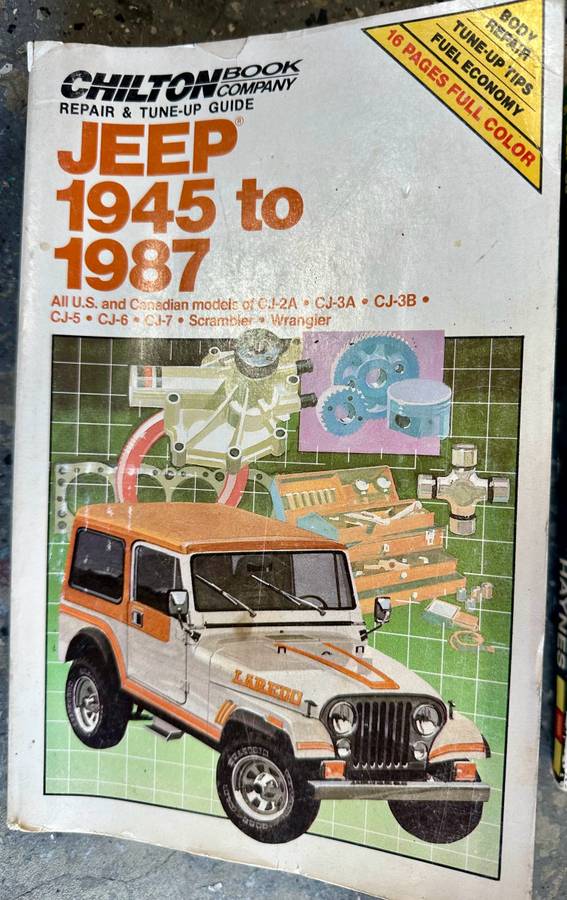 CHILTON BOOK COMPANY
REPAIR & TUNE-UP GUIDE
JEEP®
1945 to
1987
All U.S. and Canadian models of CJ-2A • CJ-3A • CJ-3B •
CJ-5 • CJ-6 • CJ-7 • Scrambler • Wrangler
BODY
REPAIR
TUNE-UP TIPS
FUEL ECONOMY
16 PAGES FULL COLOR
LAREDO
HAYNES